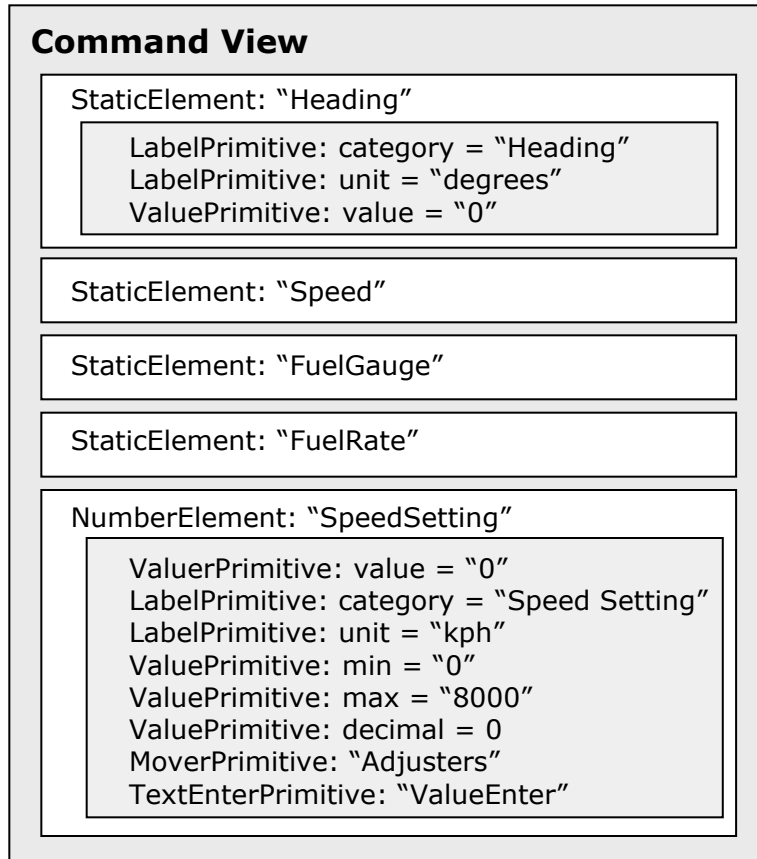 Command View
StaticElement: “Heading”
LabelPrimitive: category = “Heading”
LabelPrimitive: unit = “degrees”
ValuePrimitive: value = “0”
StaticElement: “Speed”
StaticElement: “FuelGauge”
StaticElement: “FuelRate”
NumberElement: “SpeedSetting”
ValuerPrimitive: value = “0”
LabelPrimitive: category = “Speed Setting”
LabelPrimitive: unit = “kph”
ValuePrimitive: min = “0”
ValuePrimitive: max = “8000”
ValuePrimitive: decimal = 0
MoverPrimitive: “Adjusters”
TextEnterPrimitive: “ValueEnter”